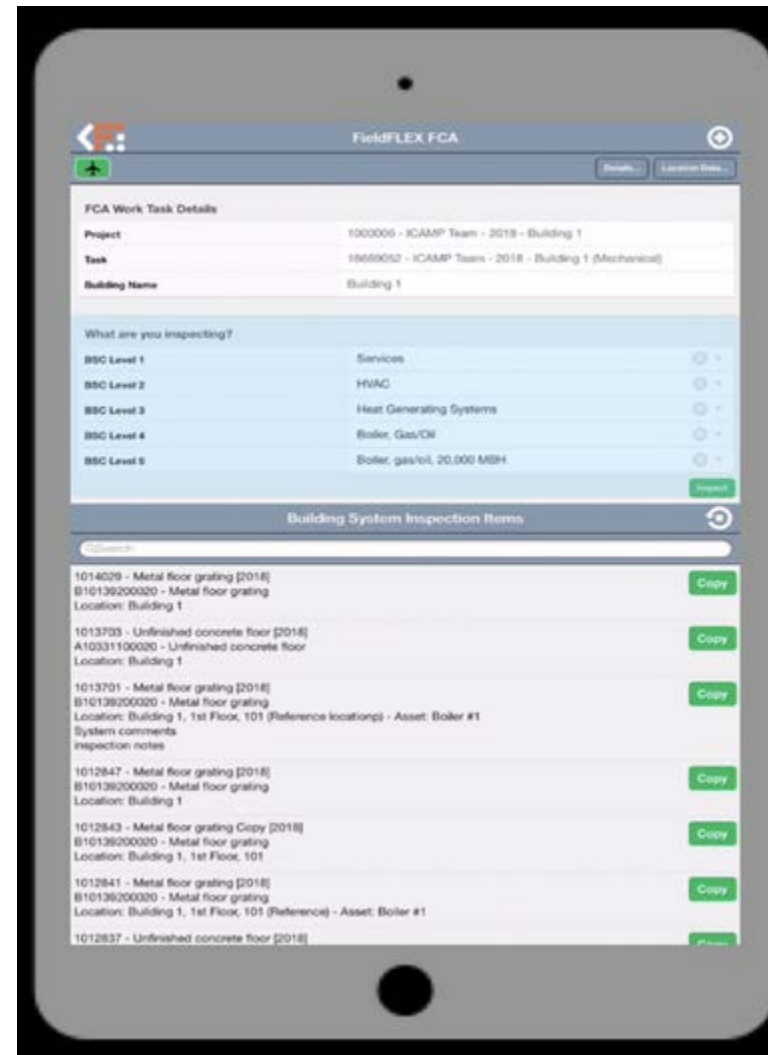 FieldFLEX FCA
Details... Location Data...
FCA Work Task Details
Project 1000006 - ICAMP Team - 2018 - Building 1
Task - ICAMP Team - 2018 - Building 1 (Mechanical)
Building Name Building 1
What are you inspecting?
BSC Level 1 Services
BSC Level 2 HVAC
BSC Level 3 Heat Generating Systems
BSC Level 4 Boiler, Gas/Oil
BSC Level 5 Boiler, gas/oil, 20,000 MBH
Inspect
Building System Inspection Items
Search
1014029 - Metal floor grating [2018]
Copy
B10139200020 - Metal floor grating
Location: Building 1
1013703 - Unfinished concrete floor [2018]
Copy
A10331100020 - Unfinished concrete floor
Location: Building 1
1013701 - Metal floor grating [2018]
Copy
B10139200020 - Metal floor grating
Location: Building 1, 1st Floor, 101 (Reference locationp) - Asset: Boiler #1
System comments
inspection notes
1012847 - Metal floor grating [2018]
Copy
B10139200020 - Metal floor grating
Location: Building 1
1012843 - Metal floor grating Copy [2018]
Copy
B10139200020 - Metal floor grating
Location: Building 1, 1st Floor, 101
1012841 - Metal floor grating [2018]
Copy
B10139200020 - Metal floor grating
Location: Building 1, 1st Floor, 101 (Reference) - Asset: Boiler #1
1012837 - Unfinished concrete floor [2018]
Copy